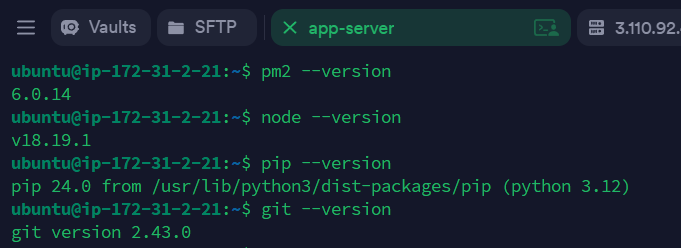 Vaults
SFTP
app-server
3.110.92.
ubuntu@ip-172-31-2-21:~$ pm2 --version
6.0.14
ubuntu@ip-172-31-2-21:~$ node --version
v18.19.1
ubuntu@ip-172-31-2-21:~$ pip --version
pip 24.0 from /usr/lib/python3/dist-packages/pip (python 3.12)
ubuntu@ip-172-31-2-21:~$ git --version
git version 2.43.0